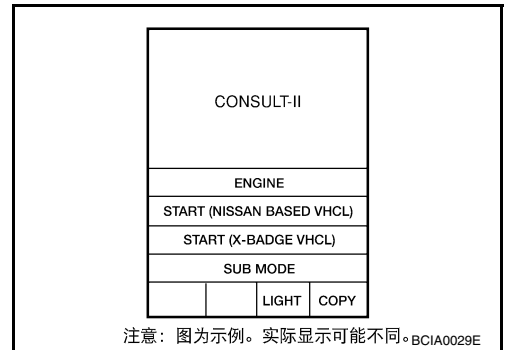 CONSULT-II
ENGINE
START (NISSAN BASED VHCL)
START (X-BADGE VHCL)
SUB MODE
LIGHT COPY
注意：图为示例。实际显示可能不同。BCIA0029E